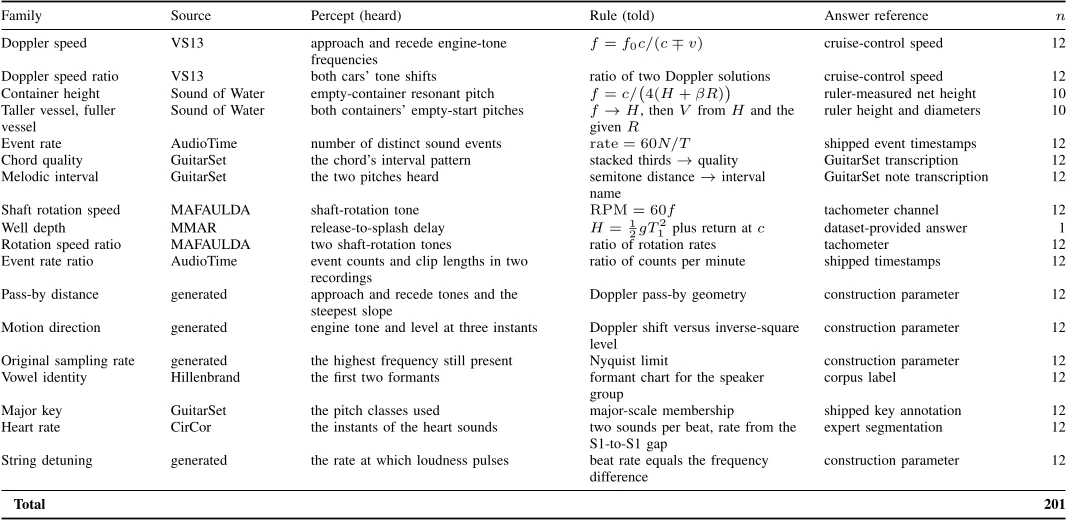 Family Source Percept (heard) Rule (told) Answer reference n
Doppler speed VS13 approach and recede engine-tone frequencies f = f₀c/(c ∓ v) cruise-control speed 12
Doppler speed ratio VS13 both cars' tone shifts ratio of two Doppler solutions cruise-control speed 12
Container height Sound of Water empty-container resonant pitch f = c/(4(H + βR)) ruler-measured net height 10
Taller vessel, fuller vessel Sound of Water both containers' empty-start pitches f → H, then V from H and the given R ruler height and diameters 10
Event rate AudioTime number of distinct sound events rate = 60N/T shipped event timestamps 12
Chord quality GuitarSet the chord's interval pattern stacked thirds → quality GuitarSet transcription 12
Melodic interval GuitarSet the two pitches heard semitone distance → interval name GuitarSet note transcription 12
Shaft rotation speed MAFAULDA shaft-rotation tone RPM = 60f tachometer channel 12
Well depth MMAR release-to-splash delay H = ½gT₁² plus return at c dataset-provided answer 1
Rotation speed ratio MAFAULDA two shaft-rotation tones ratio of rotation rates tachometer 12
Event rate ratio AudioTime event counts and clip lengths in two recordings ratio of counts per minute shipped timestamps 12
Pass-by distance generated approach and recede tones and the steepest slope Doppler pass-by geometry construction parameter 12
Motion direction generated engine tone and level at three instants Doppler shift versus inverse-square level construction parameter 12
Original sampling rate generated the highest frequency still present Nyquist limit construction parameter 12
Vowel identity Hillenbrand the first two formants formant chart for the speaker group corpus label 12
Major key GuitarSet the pitch classes used major-scale membership shipped key annotation 12
Heart rate CirCor the instants of the heart sounds two sounds per beat, rate from the S1-to-S1 gap expert segmentation 12
String detuning generated the rate at which loudness pulses beat rate equals the frequency difference construction parameter 12
Total 201